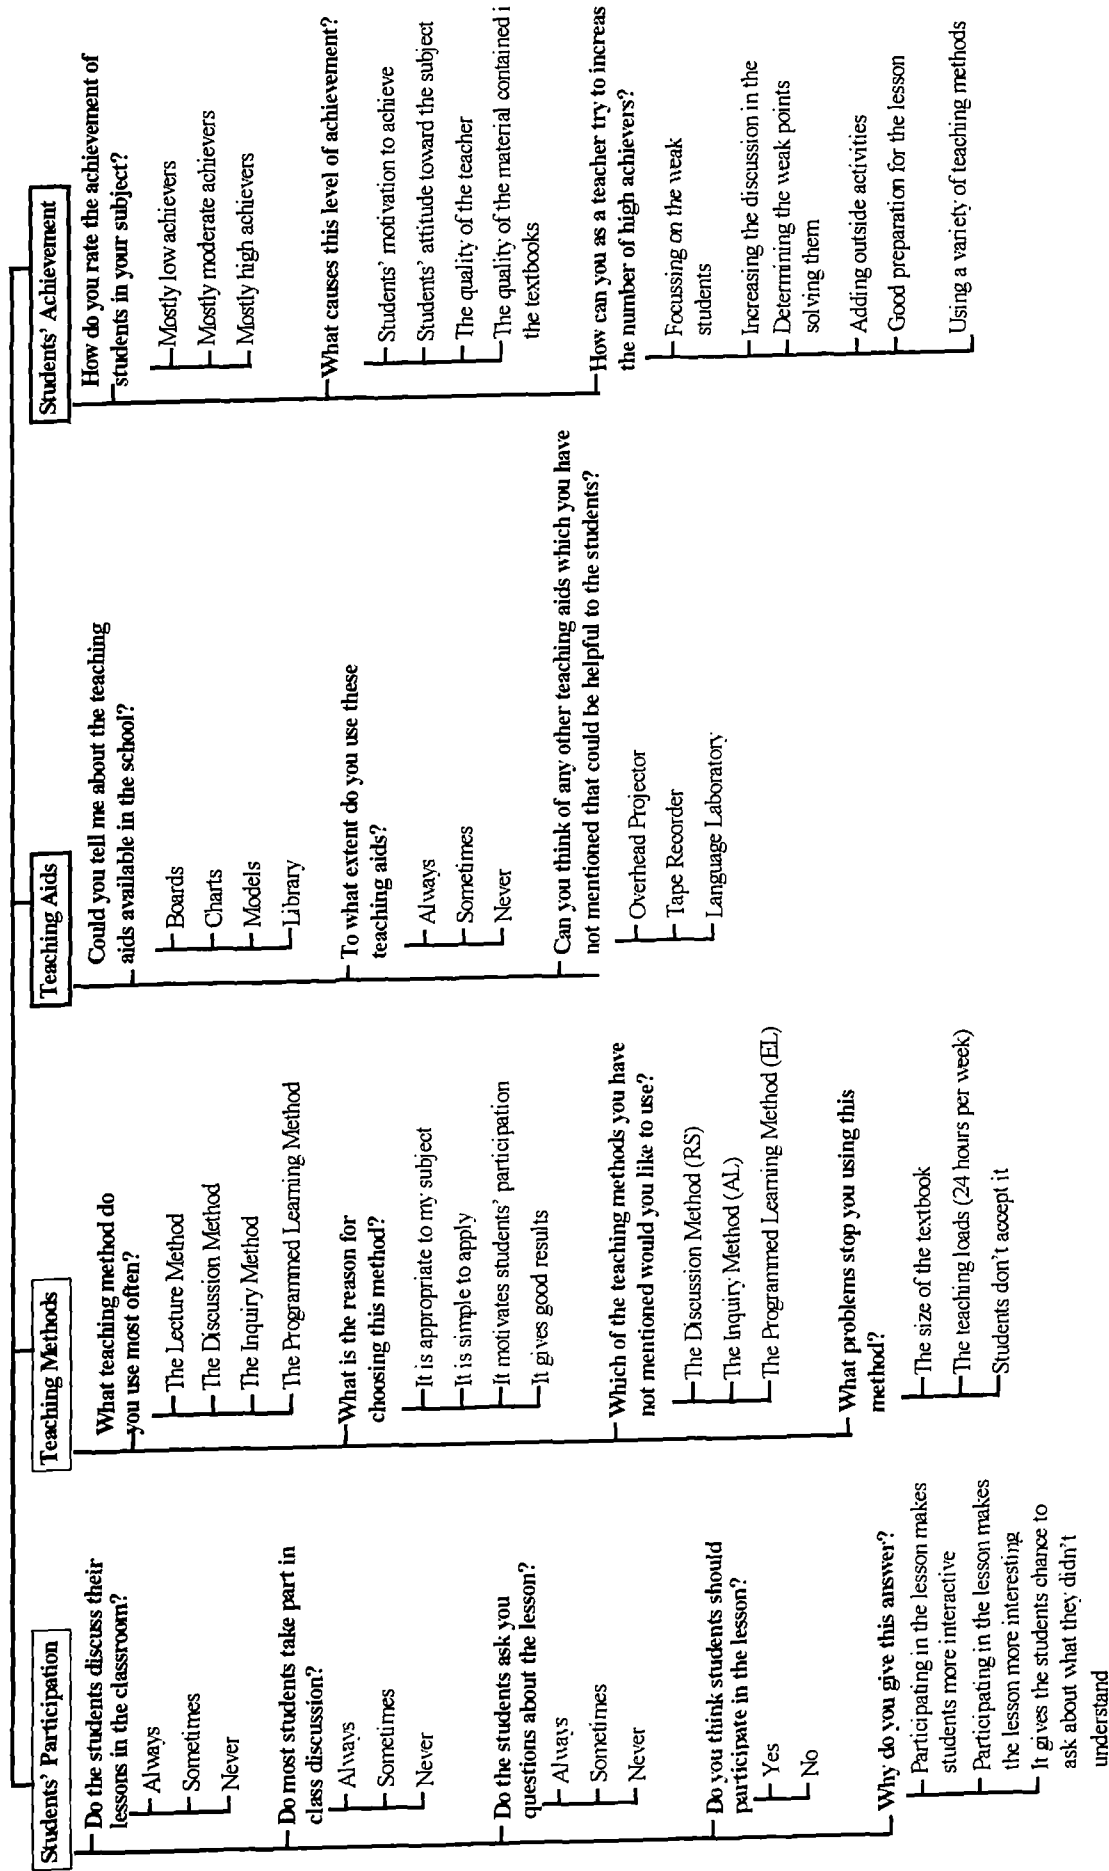 Students' Participation
Do the students discuss their
lessons in the classroom?
Always
Sometimes
Never
Do most students take part in
class discussion?
Always
Sometimes
Never
Do the students ask you
questions about the lesson?
Always
Sometimes
Never
Do you think students should
participate in the lesson?
Yes
No
Why do you give this answer?
Participating in the lesson makes
students more interactive
Participating in the lesson makes
the lesson more interesting
It gives the students chance to
ask about what they didn't
understand
Teaching Methods
What teaching method do
you use most often?
The Lecture Method
The Discussion Method
The Inquiry Method
The Programmed Learning Method
What is the reason for
choosing this method?
It is appropriate to my subject
It is simple to apply
It motivates students' participation
It gives good results
Which of the teaching methods you have
not mentioned would you like to use?
The Discussion Method (RS)
The Inquiry Method (AL)
The Programmed Learning Method (EL)
What problems stop you using this
method?
The size of the textbook
The teaching loads (24 hours per week)
Students don't accept it
Teaching Aids
Could you tell me about the teaching
aids available in the school?
Boards
Charts
Models
Library
To what extent do you use these
teaching aids?
Always
Sometimes
Never
Can you think of any other teaching aids which you have
not mentioned that could be helpful to the students?
Overhead Projector
Tape Recorder
Language Laboratory
Students' Achievement
How do you rate the achievement of
students in your subject?
Mostly low achievers
Mostly moderate achievers
Mostly high achievers
What causes this level of achievement?
Students' motivation to achieve
Students' attitude toward the subject
The quality of the teacher
The quality of the material contained i
the textbooks
How can you as a teacher try to increas
the number of high achievers?
Focussing on the weak
students
Increasing the discussion in the
Determining the weak points
solving them
Adding outside activities
Good preparation for the lesson
Using a variety of teaching methods